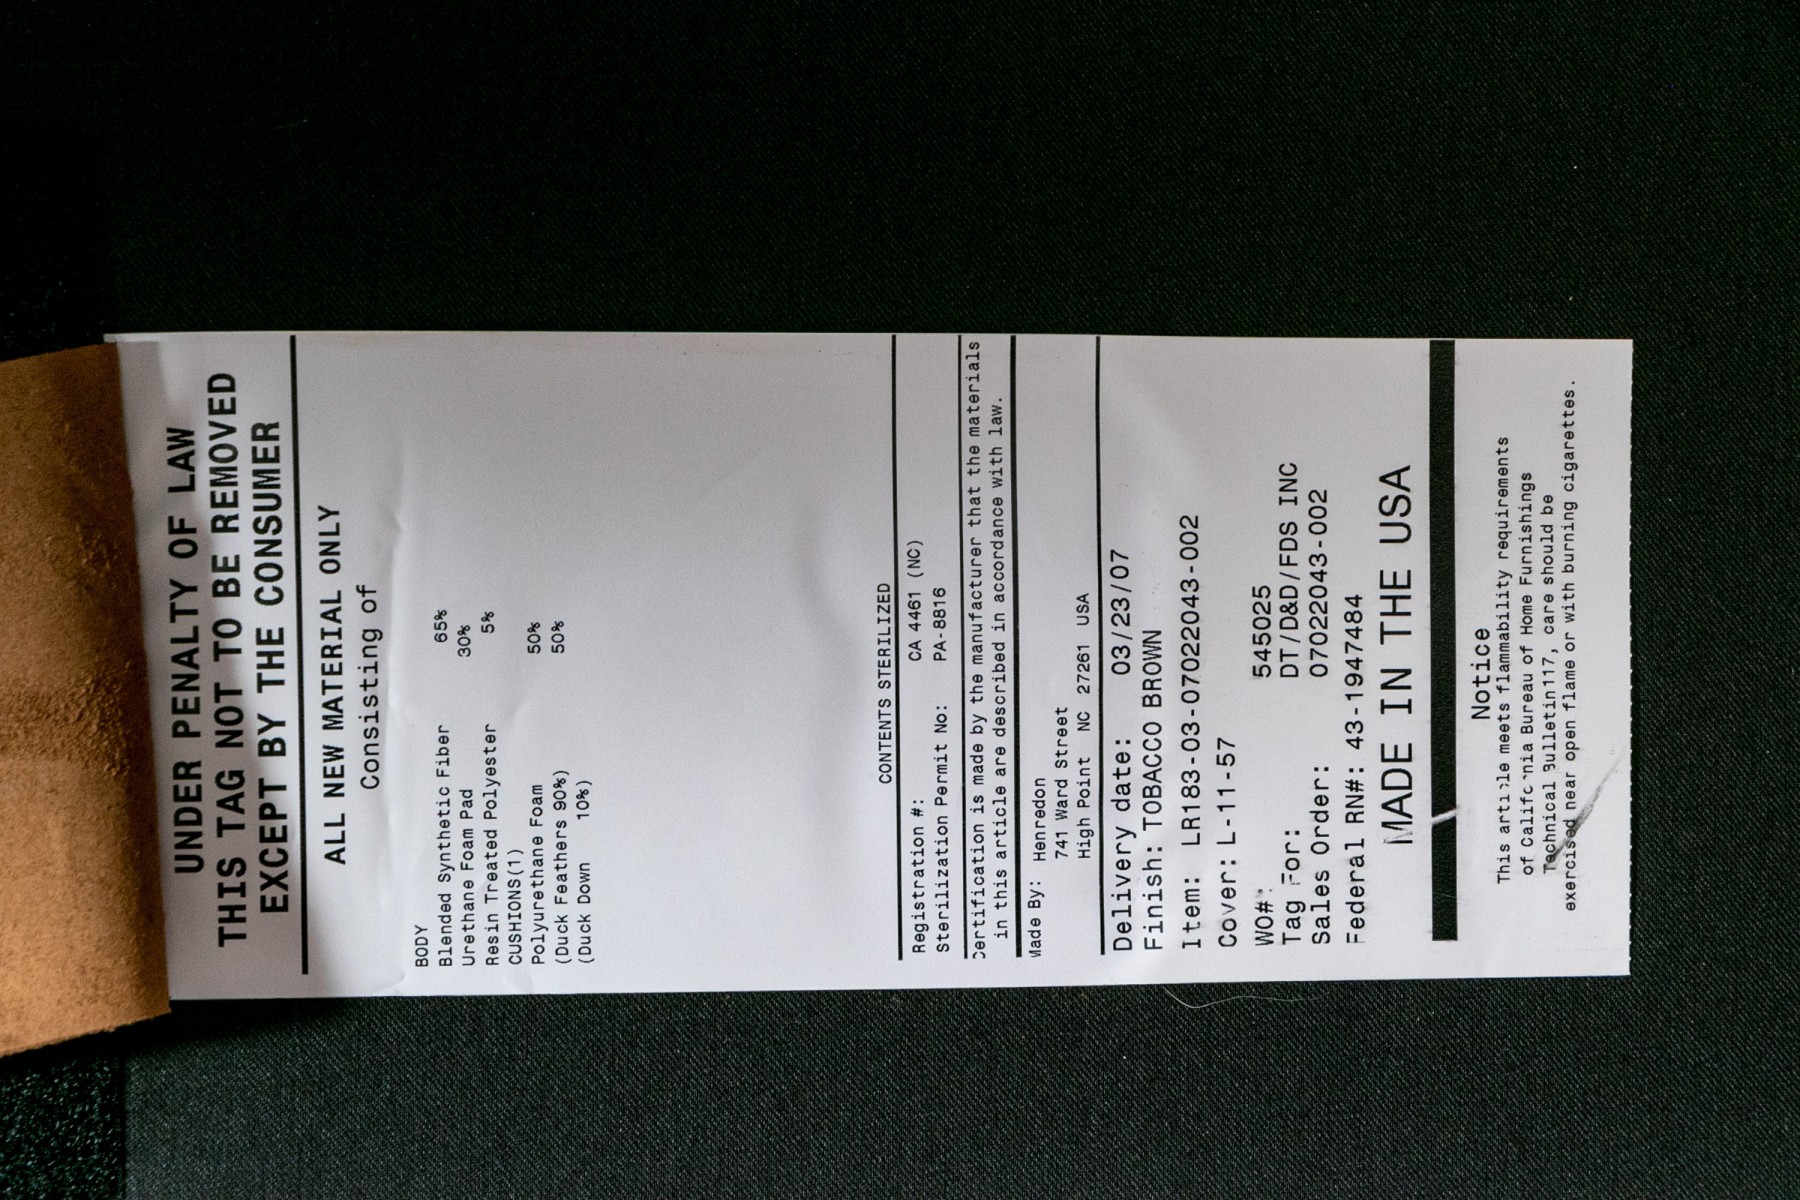 UNDER PENALTY OF LAW
THIS TAG NOT TO BE REMOVED
EXCEPT BY THE CONSUMER
ALL NEW MATERIAL ONLY
Consisting of
BODY
Blended Synthetic Fiber 65%
Urethane Foam Pad 30%
Resin Treated Polyester 5%
CUSHIONS(1)
Polyurethane Foam 50%
(Duck Feathers 90%) 50%
(Duck Down 10%)
CONTENTS STERILIZED
Registration #: CA 4461 (NC)
Sterilization Permit No: PA-8816
Certification is made by the manufacturer that the materials
in this article are described in accordance with law.
Made By: Henredon
741 Ward Street
High Point NC 27261 USA
Delivery date: 03/23/07
Finish: TOBACCO BROWN
Item: LR183-03-07022043-002
Cover: L-11-57
WO#: 545025
Tag For: DT/D&D/FDS INC
Sales Order: 07022043-002
Federal RN#: 43-1947484
MADE IN THE USA
Notice
This article meets flammability requirements
of California Bureau of Home Furnishings
Technical Bulletin117, care should be
exercised near open flame or with burning cigarettes.